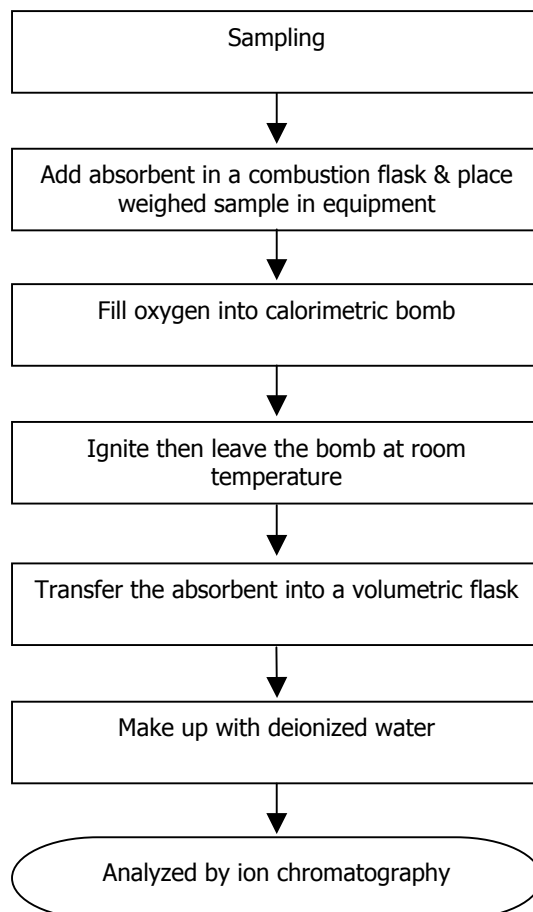 Sampling
Add absorbent in a combustion flask & place
weighed sample in equipment
Fill oxygen into calorimetric bomb
Ignite then leave the bomb at room
temperature
Transfer the absorbent into a volumetric flask
Make up with deionized water
Analyzed by ion chromatography